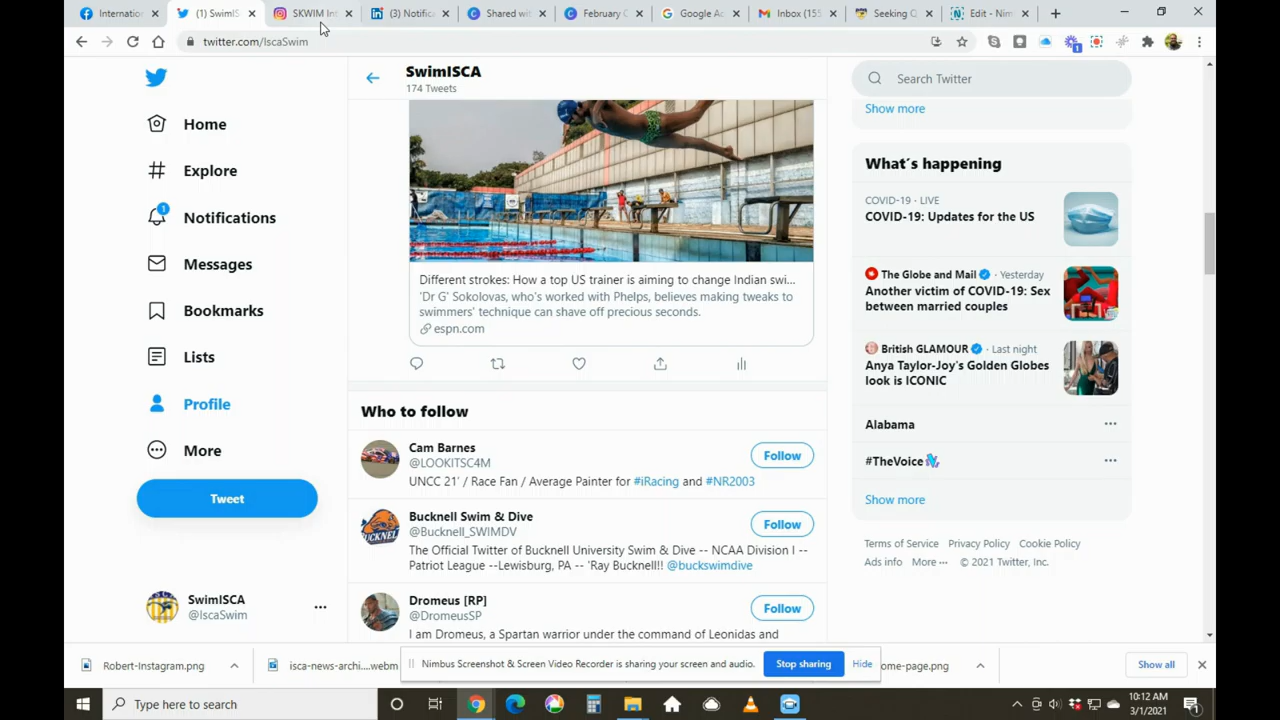 Internation
(1) SwimIS
SKWIM Int
(3) Notifica
Shared wit
February C
Google Ac
Inbox (155
Seeking Q
Edit - Nim
twitter.com/IscaSwim
SwimISCA
174 Tweets
Search Twitter
Show more
Home
Explore
1
Notifications
Messages
Bookmarks
Lists
Profile
More
Tweet
SwimISCA
@IscaSwim
Different strokes: How a top US trainer is aiming to change Indian swi...
'Dr G' Sokolovas, who's worked with Phelps, believes making tweaks to
swimmers' technique can shave off precious seconds.
espn.com
Who to follow
Cam Barnes
@LOOKITSC4M
Follow
UNCC 21' / Race Fan / Average Painter for #iRacing and #NR2003
Bucknell Swim & Dive
@Bucknell_SWIMDV
Follow
The Official Twitter of Bucknell University Swim & Dive -- NCAA Division I --
Patriot League --Lewisburg, PA -- 'Ray Bucknell!! @buckswimdive
Dromeus [RP]
@DromeusSP
Follow
I am Dromeus, a Spartan warrior under the command of Leonidas and
What's happening
COVID-19 · LIVE
COVID-19: Updates for the US
The Globe and Mail · Yesterday
Another victim of COVID-19: Sex
between married couples
British GLAMOUR · Last night
Anya Taylor-Joy's Golden Globes
look is ICONIC
Alabama
#TheVoice
Show more
Terms of Service Privacy Policy Cookie Policy
Ads info More ··· © 2021 Twitter, Inc.
Robert-Instagram.png
isca-news-archi....webm
Nimbus Screenshot & Screen Video Recorder is sharing your screen and audio.
Stop sharing
Hide
ome-page.png
Show all
Type here to search
10:12 AM
3/1/2021